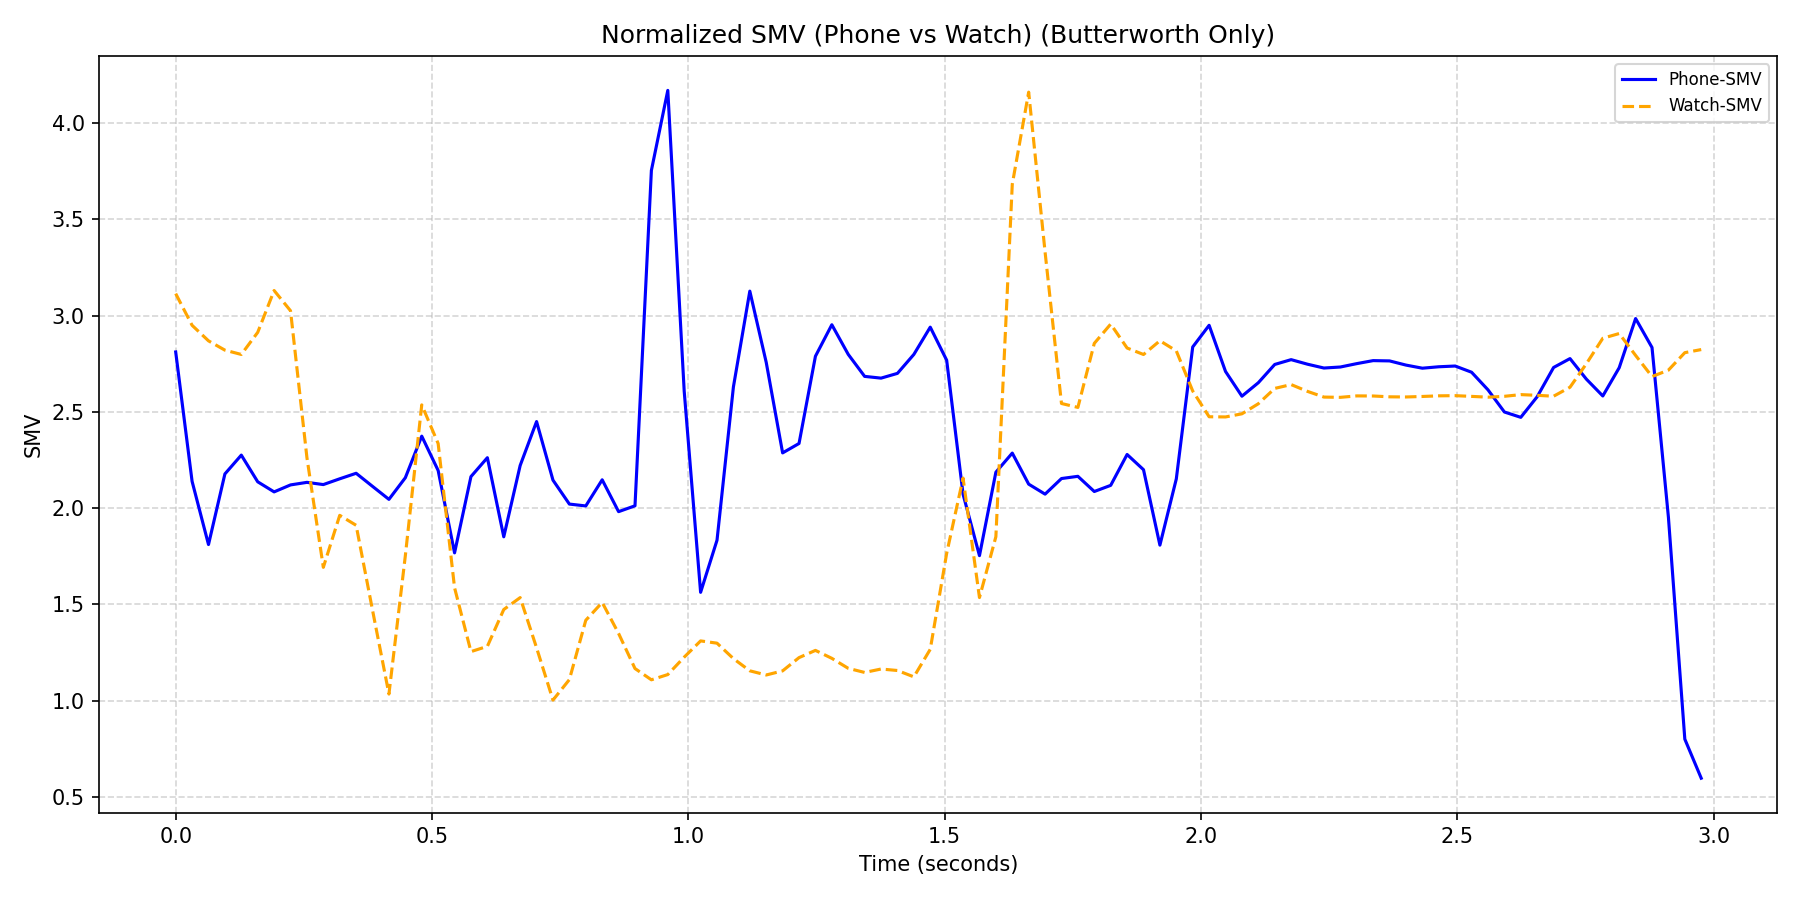 Normalized SMV (Phone vs Watch) (Butterworth Only)
Phone-SMV
Watch-SMV
SMV
4.0
3.5
3.0
2.5
2.0
1.5
1.0
0.5
0.0 0.5 1.0 1.5 2.0 2.5 3.0
Time (seconds)